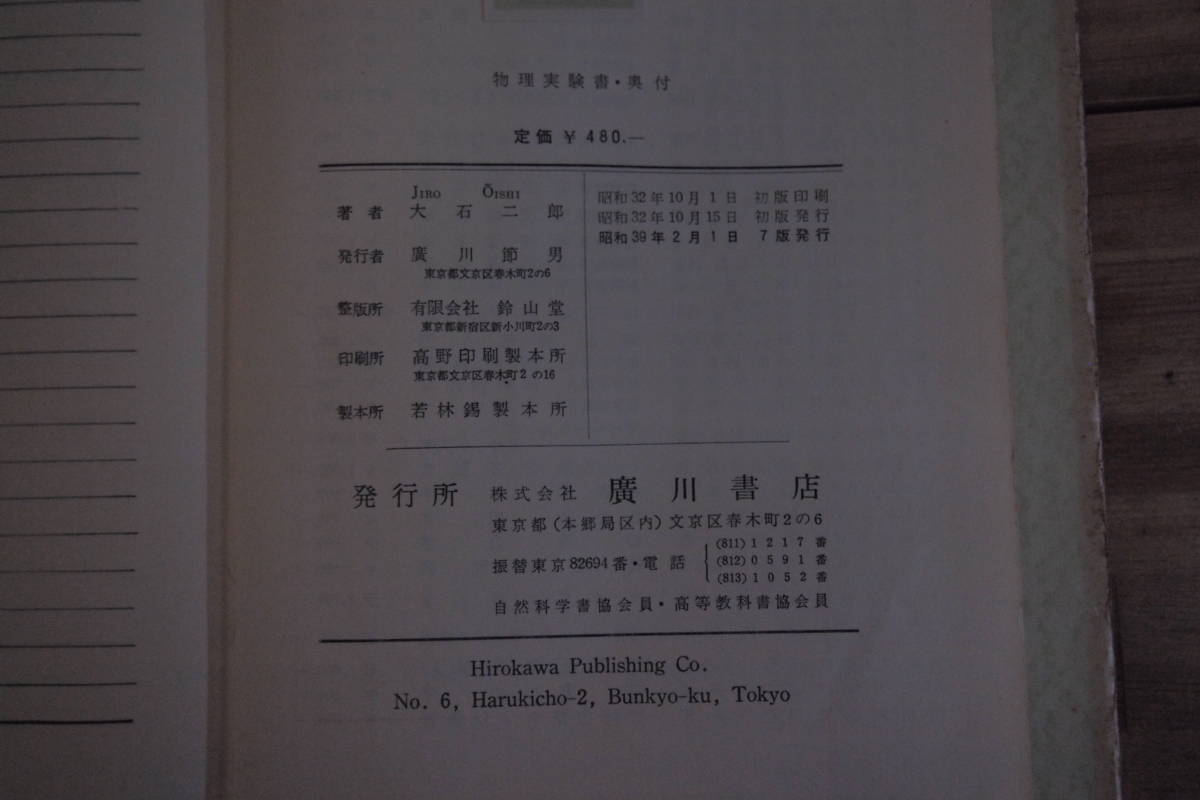 物理実験書・奥付
定価 ¥ 480.—
JIRO ŌISHI
著者 大石二郎
発行者 廣川節男
東京都文京区春木町2の6
整版所 有限会社 鈴山堂
東京都新宿区新小川町2の3
印刷所 高野印刷製本所
東京都文京区春木町2の16
製本所 若林錫製本所
昭和32年10月1日 初版印刷
昭和32年10月15日 初版発行
昭和39年2月1日 7版発行
発行所 株式会社 廣川書店
東京都(本郷局区内)文京区春木町2の6
振替東京82694番・電話
(811)1217番
(812)0591番
(813)1052番
自然科学書協会員・高等教科書協会員
Hirokawa Publishing Co.
No. 6, Harukicho-2, Bunkyo-ku, Tokyo